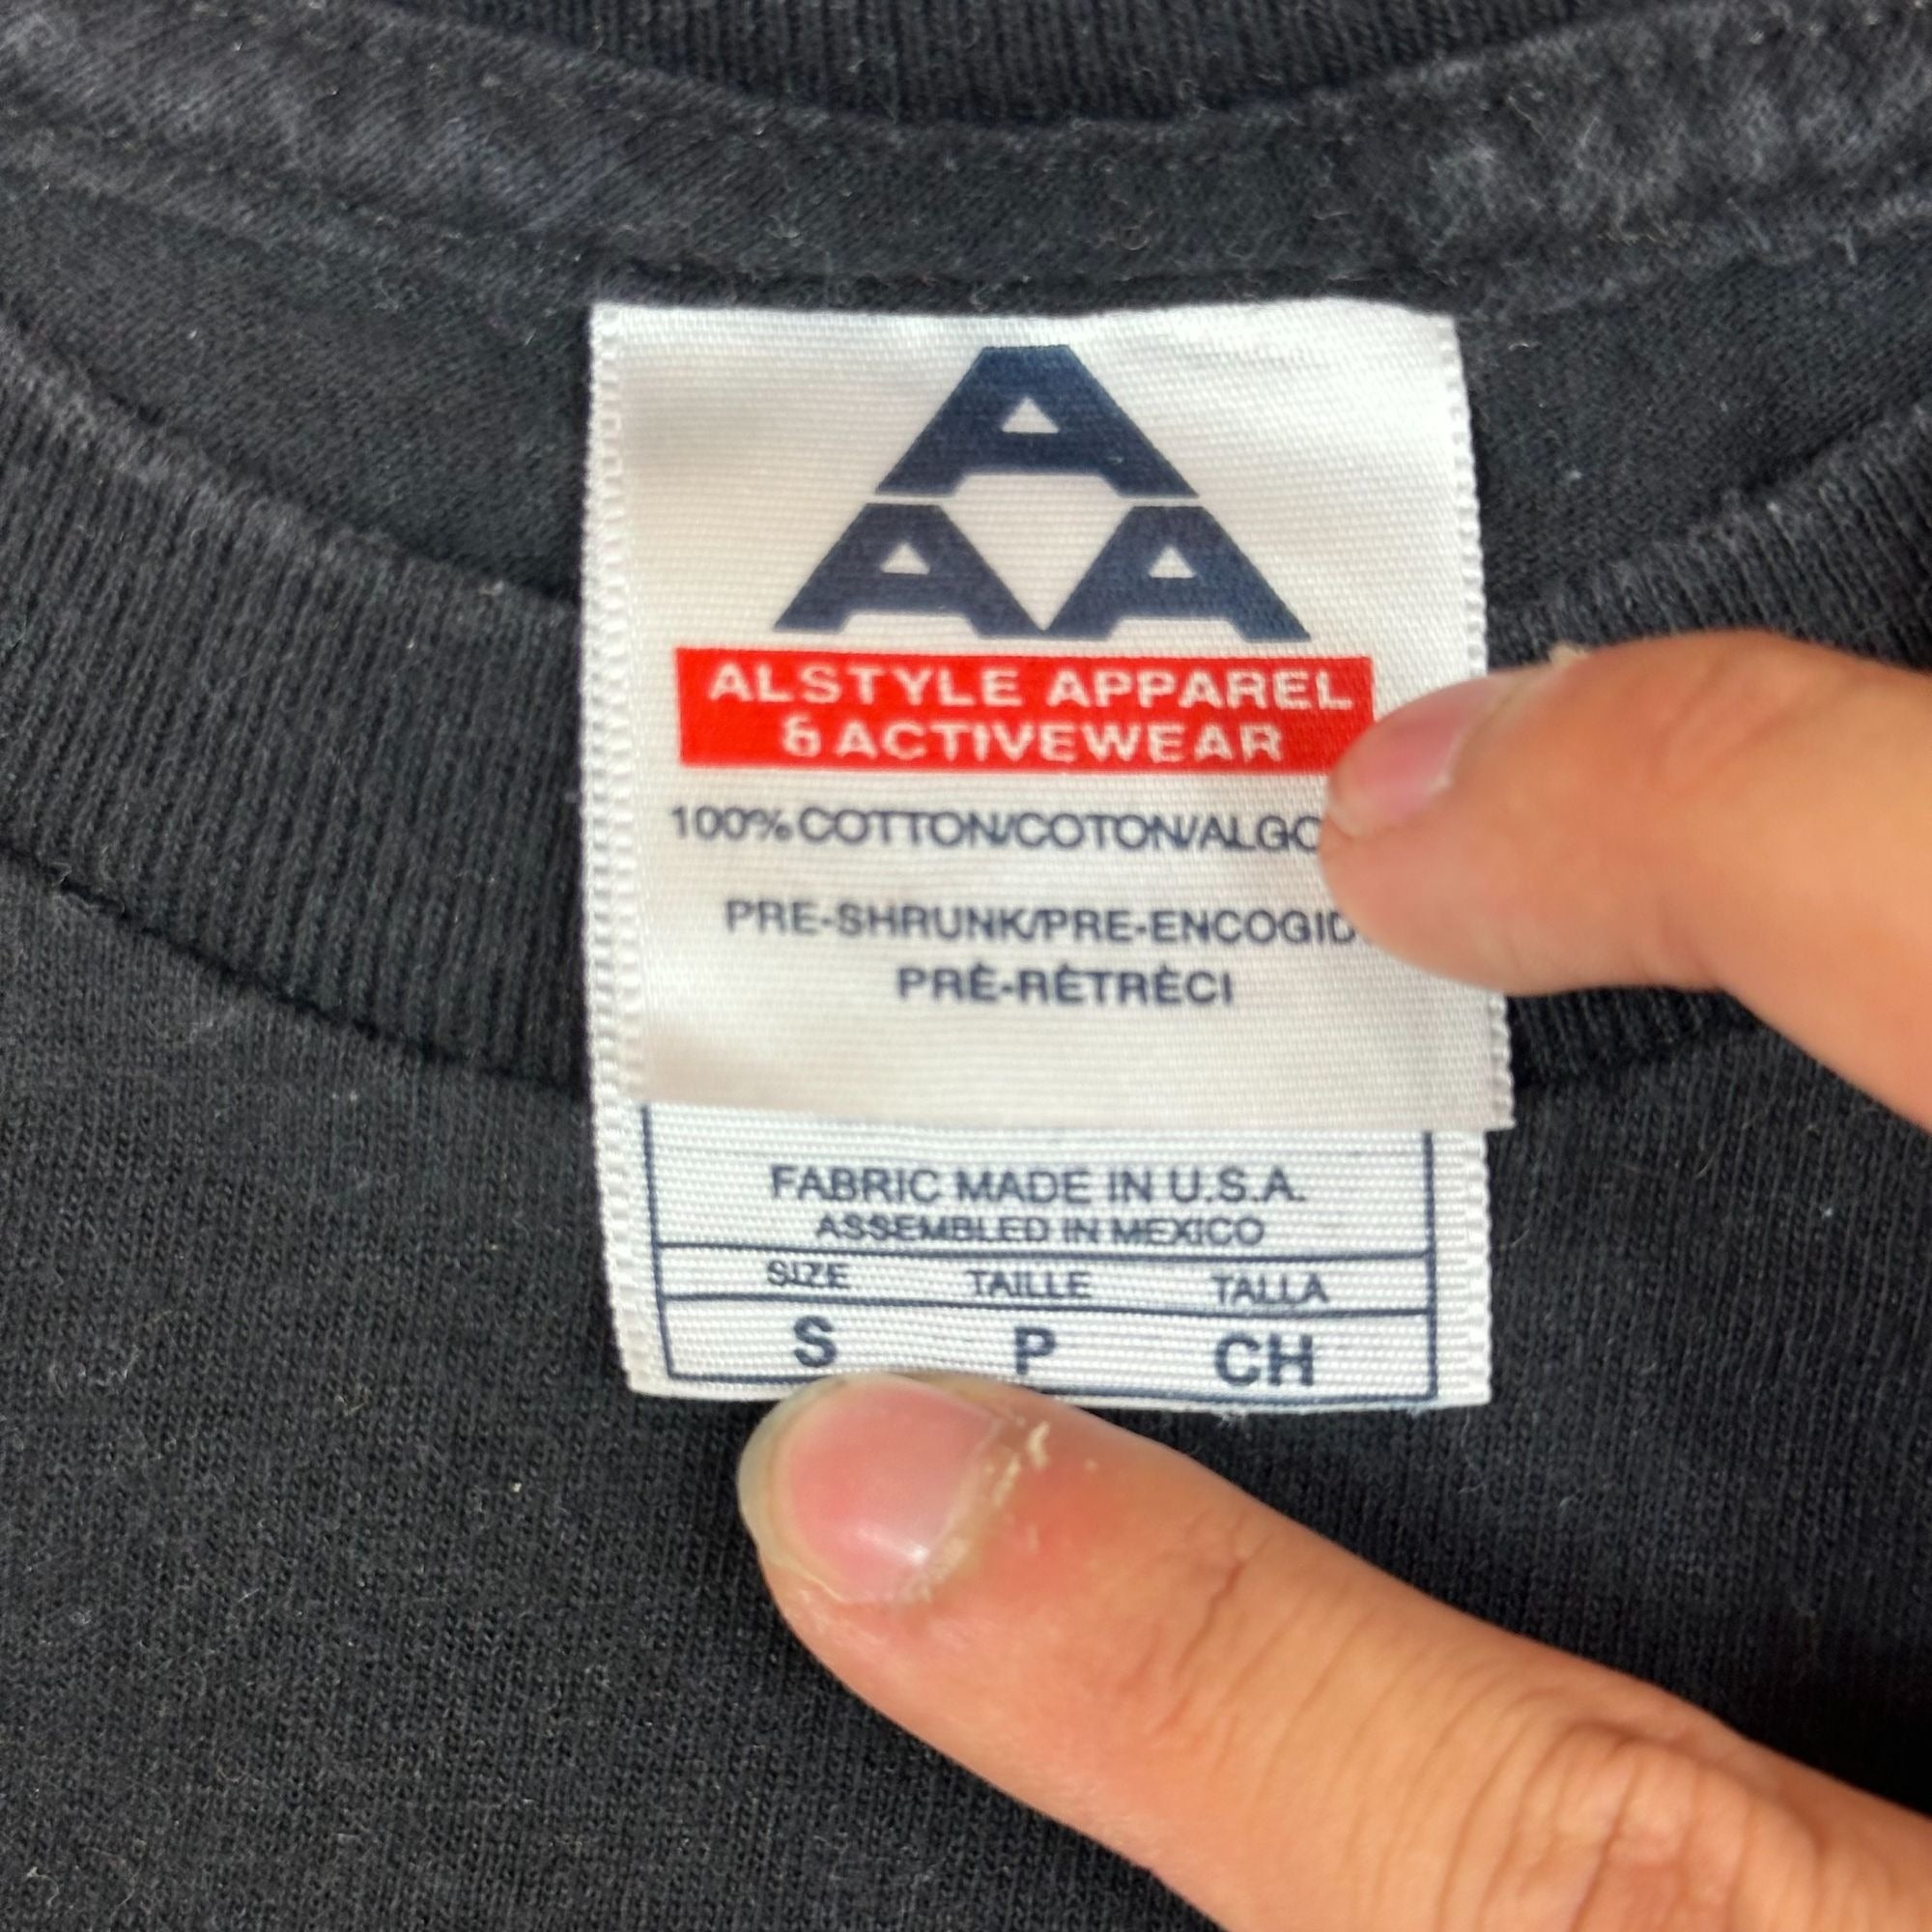 A
AA
ALSTYLE APPAREL
& ACTIVEWEAR
100% COTTON/COTON/ALGO
PRE-SHRUNK/PRE-ENCOGID
PRÉ-RÉTRÉCI
FABRIC MADE IN U.S.A.
ASSEMBLED IN MEXICO
SIZE TAILLE TALLA
S P CH